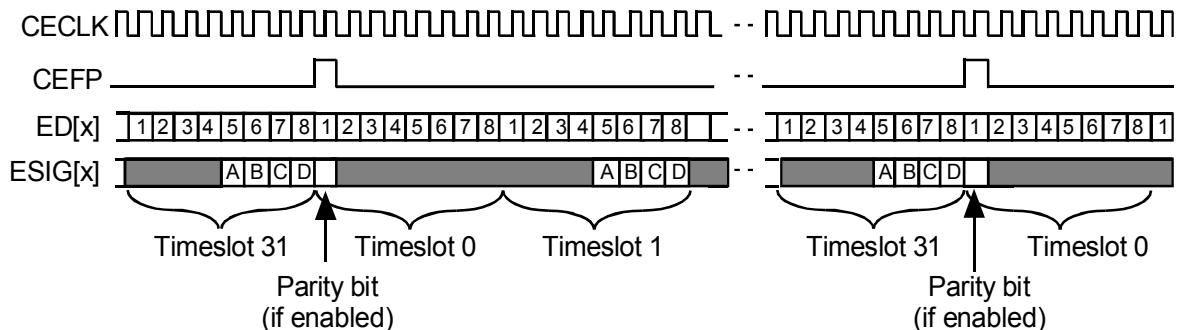 CECLK - -
CEFP - -
ED[x] 1 2 3 4 5 6 7 8 1 2 3 4 5 6 7 8 1 2 3 4 5 6 7 8 - - 1 2 3 4 5 6 7 8 1 2 3 4 5 6 7 8 1
ESIG[x] A B C D A B C D - - A B C D
Timeslot 31 Timeslot 0 Timeslot 1 Timeslot 31 Timeslot 0
Parity bit Parity bit
(if enabled) (if enabled)